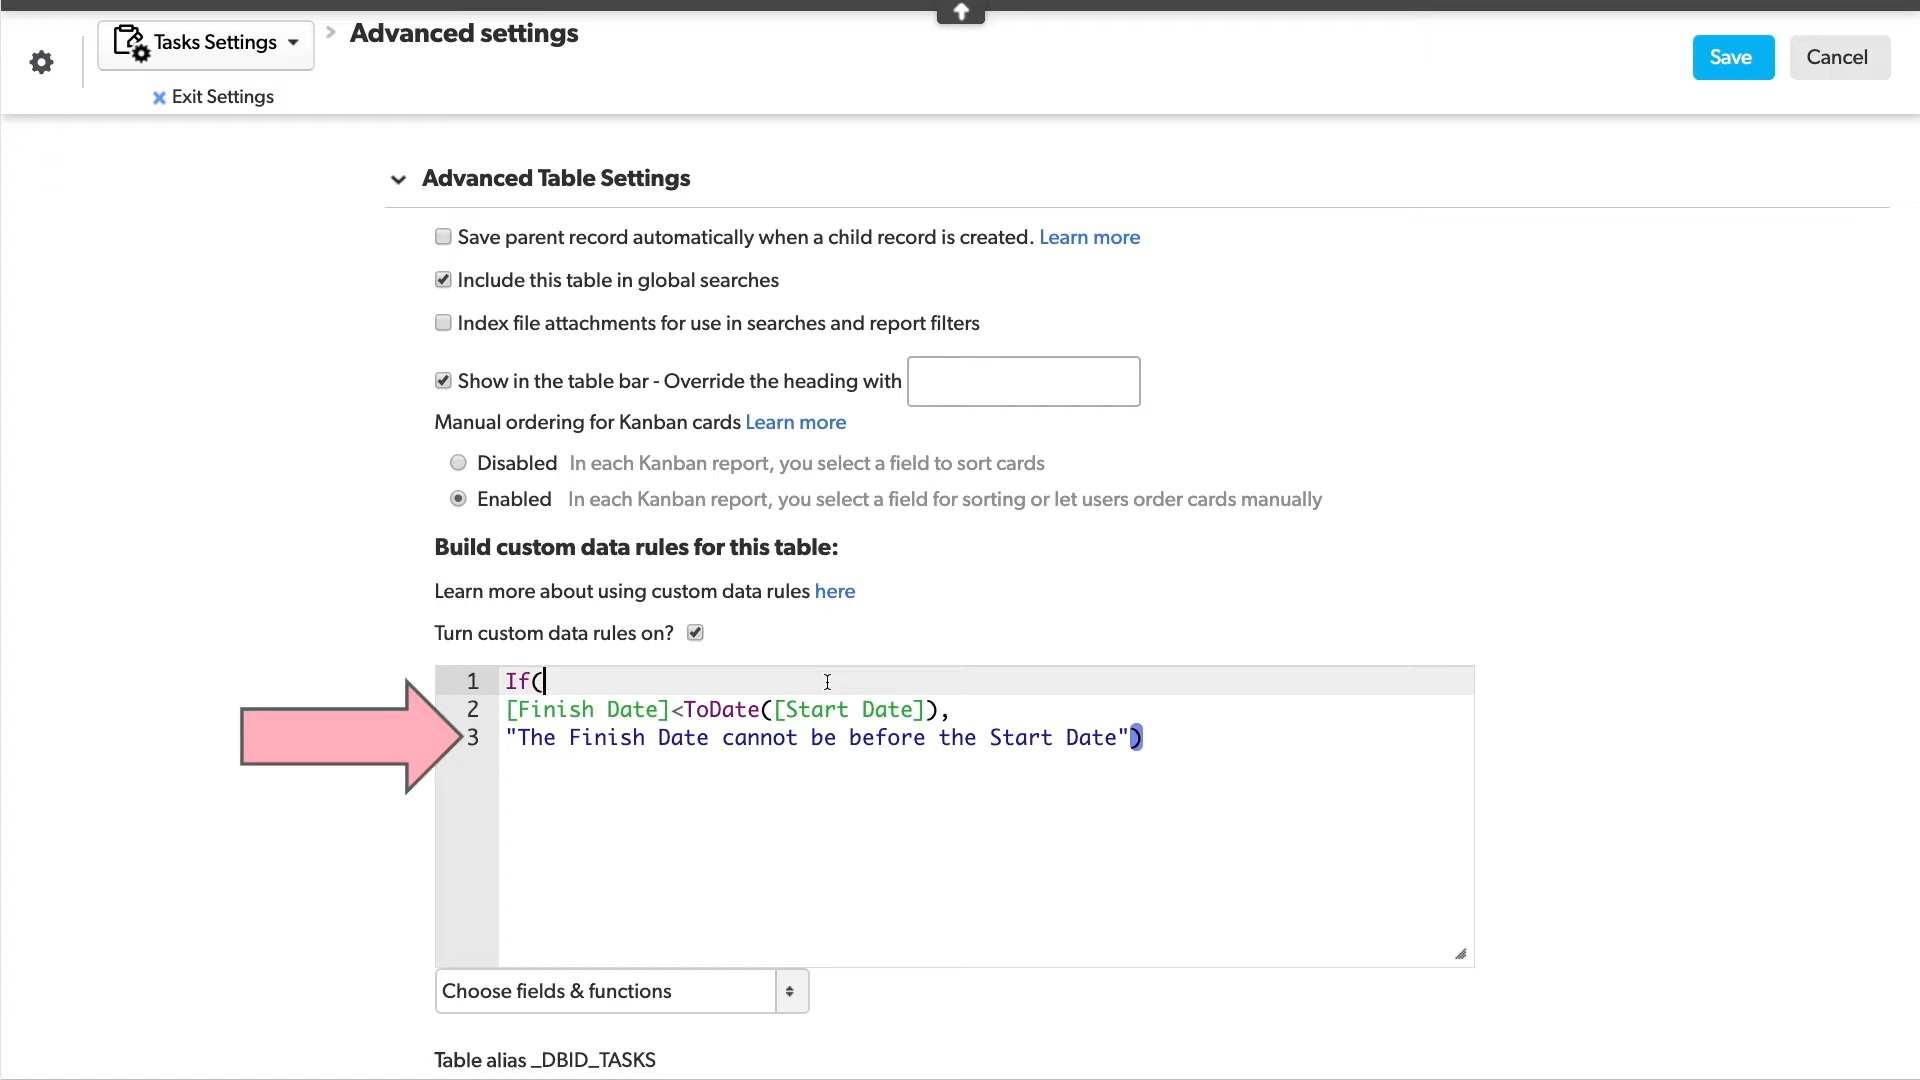 Tasks Settings
Advanced settings
Save
Cancel
Exit Settings
Advanced Table Settings
Save parent record automatically when a child record is created. Learn more
Include this table in global searches
Index file attachments for use in searches and report filters
Show in the table bar - Override the heading with
Manual ordering for Kanban cards Learn more
Disabled In each Kanban report, you select a field to sort cards
Enabled In each Kanban report, you select a field for sorting or let users order cards manually
Build custom data rules for this table:
Learn more about using custom data rules here
Turn custom data rules on?
1 If(
2 [Finish Date]<ToDate([Start Date]),
3 "The Finish Date cannot be before the Start Date")
Choose fields & functions
Table alias _DBID_TASKS